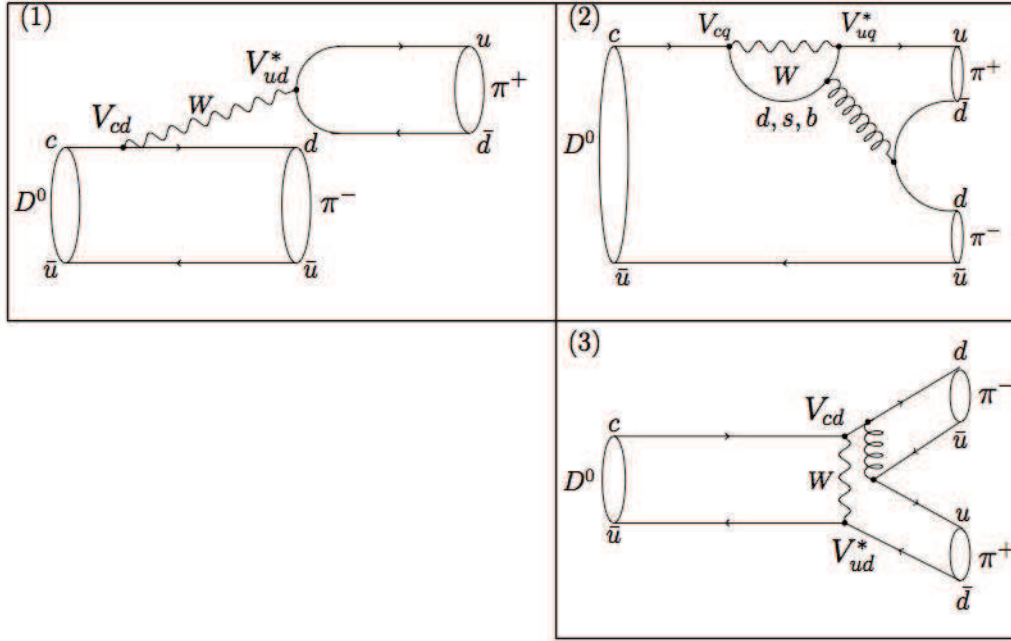 (1)
u
V*ud
π+
W
Vcd
d̄
c
d
D0
π−
ū
ū
(2)
c
Vcq
V*uq
u
W
π+
d, s, b
d̄
D0
d
π−
ū
ū
(3)
d
Vcd
π−
c
ū
D0
W
u
ū
V*ud
π+
d̄